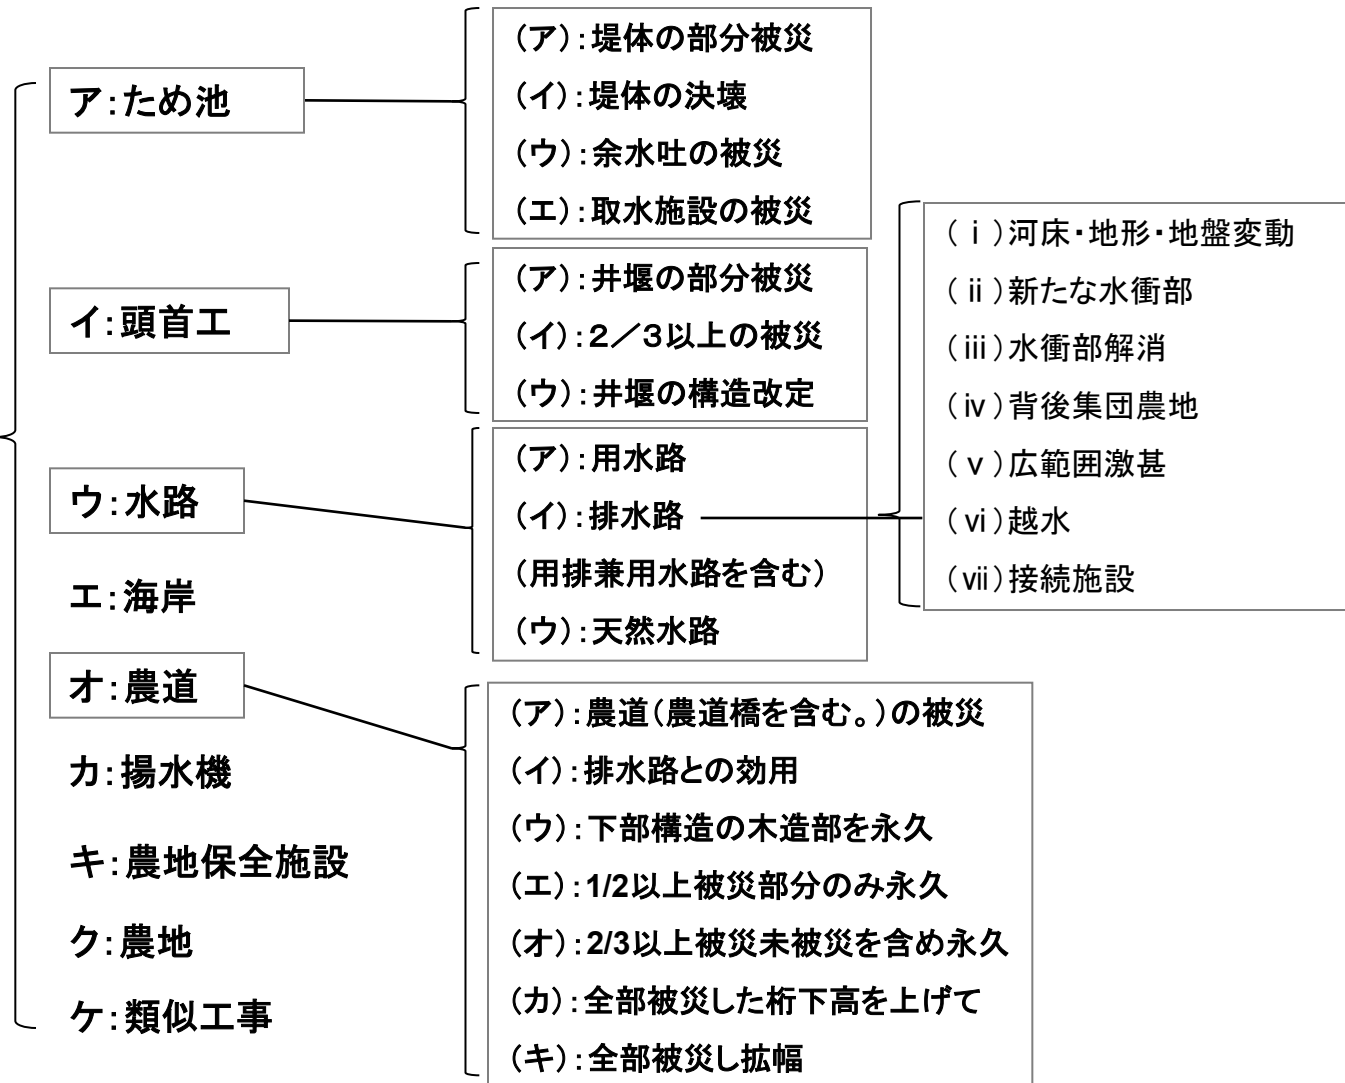 ア:ため池
(ア):堤体の部分被災
(イ):堤体の決壊
(ウ):余水吐の被災
(エ):取水施設の被災
イ:頭首工
(ア):井堰の部分被災
(イ):2/3以上の被災
(ウ):井堰の構造改定
ウ:水路
(ア):用水路
(イ):排水路
(用排兼用水路を含む)
(ウ):天然水路
(ⅰ)河床・地形・地盤変動
(ⅱ)新たな水衝部
(ⅲ)水衝部解消
(ⅳ)背後集団農地
(ⅴ)広範囲激甚
(ⅵ)越水
(ⅶ)接続施設
エ:海岸
オ:農道
(ア):農道(農道橋を含む。)の被災
(イ):排水路との効用
(ウ):下部構造の木造部を永久
(エ):1/2以上被災部分のみ永久
(オ):2/3以上被災未被災を含め永久
(カ):全部被災した桁下高を上げて
(キ):全部被災し拡幅
カ:揚水機
キ:農地保全施設
ク:農地
ケ:類似工事